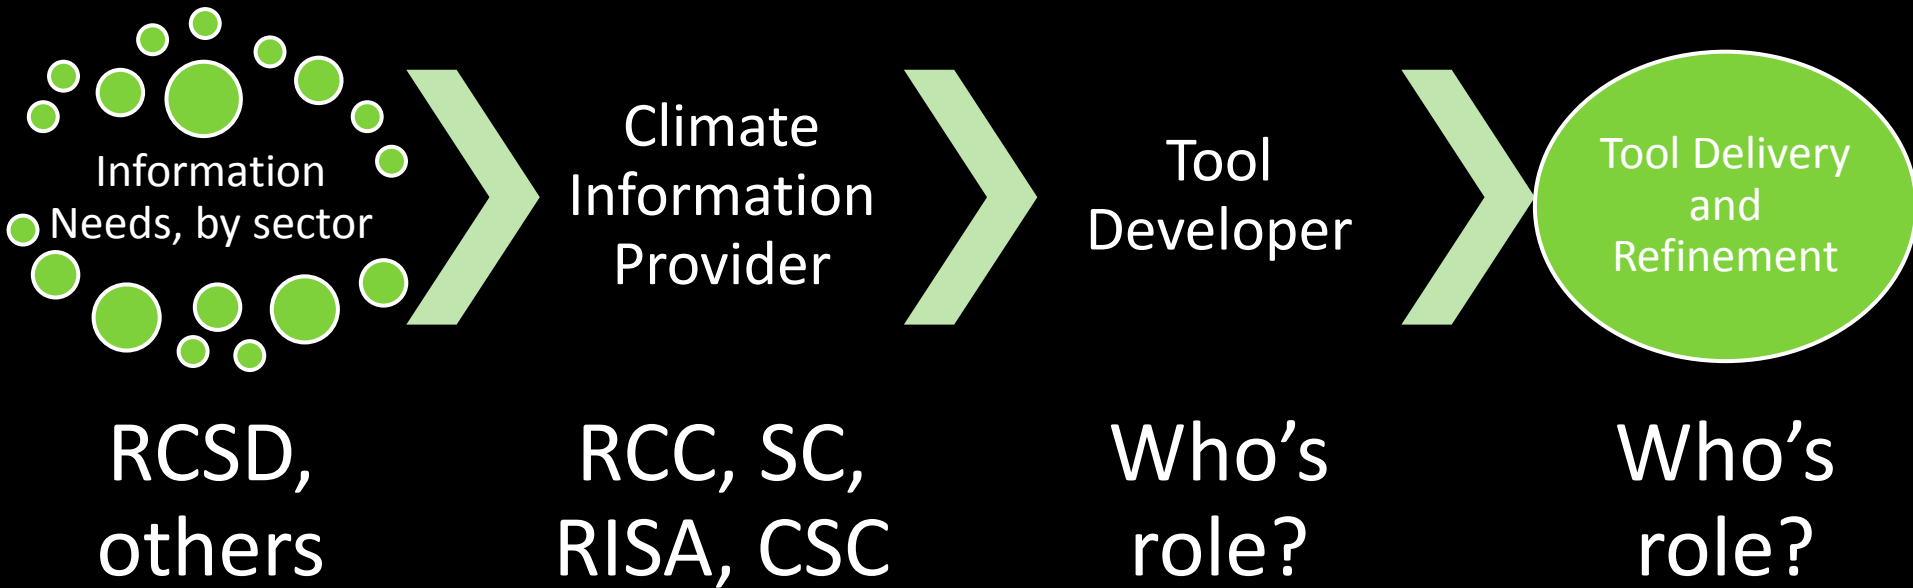 Information
Needs, by sector
Climate
Information
Provider
Tool
Developer
Tool Delivery
and
Refinement
RCSD,
others
RCC, SC,
RISA, CSC
Who’s
role?
Who’s
role?